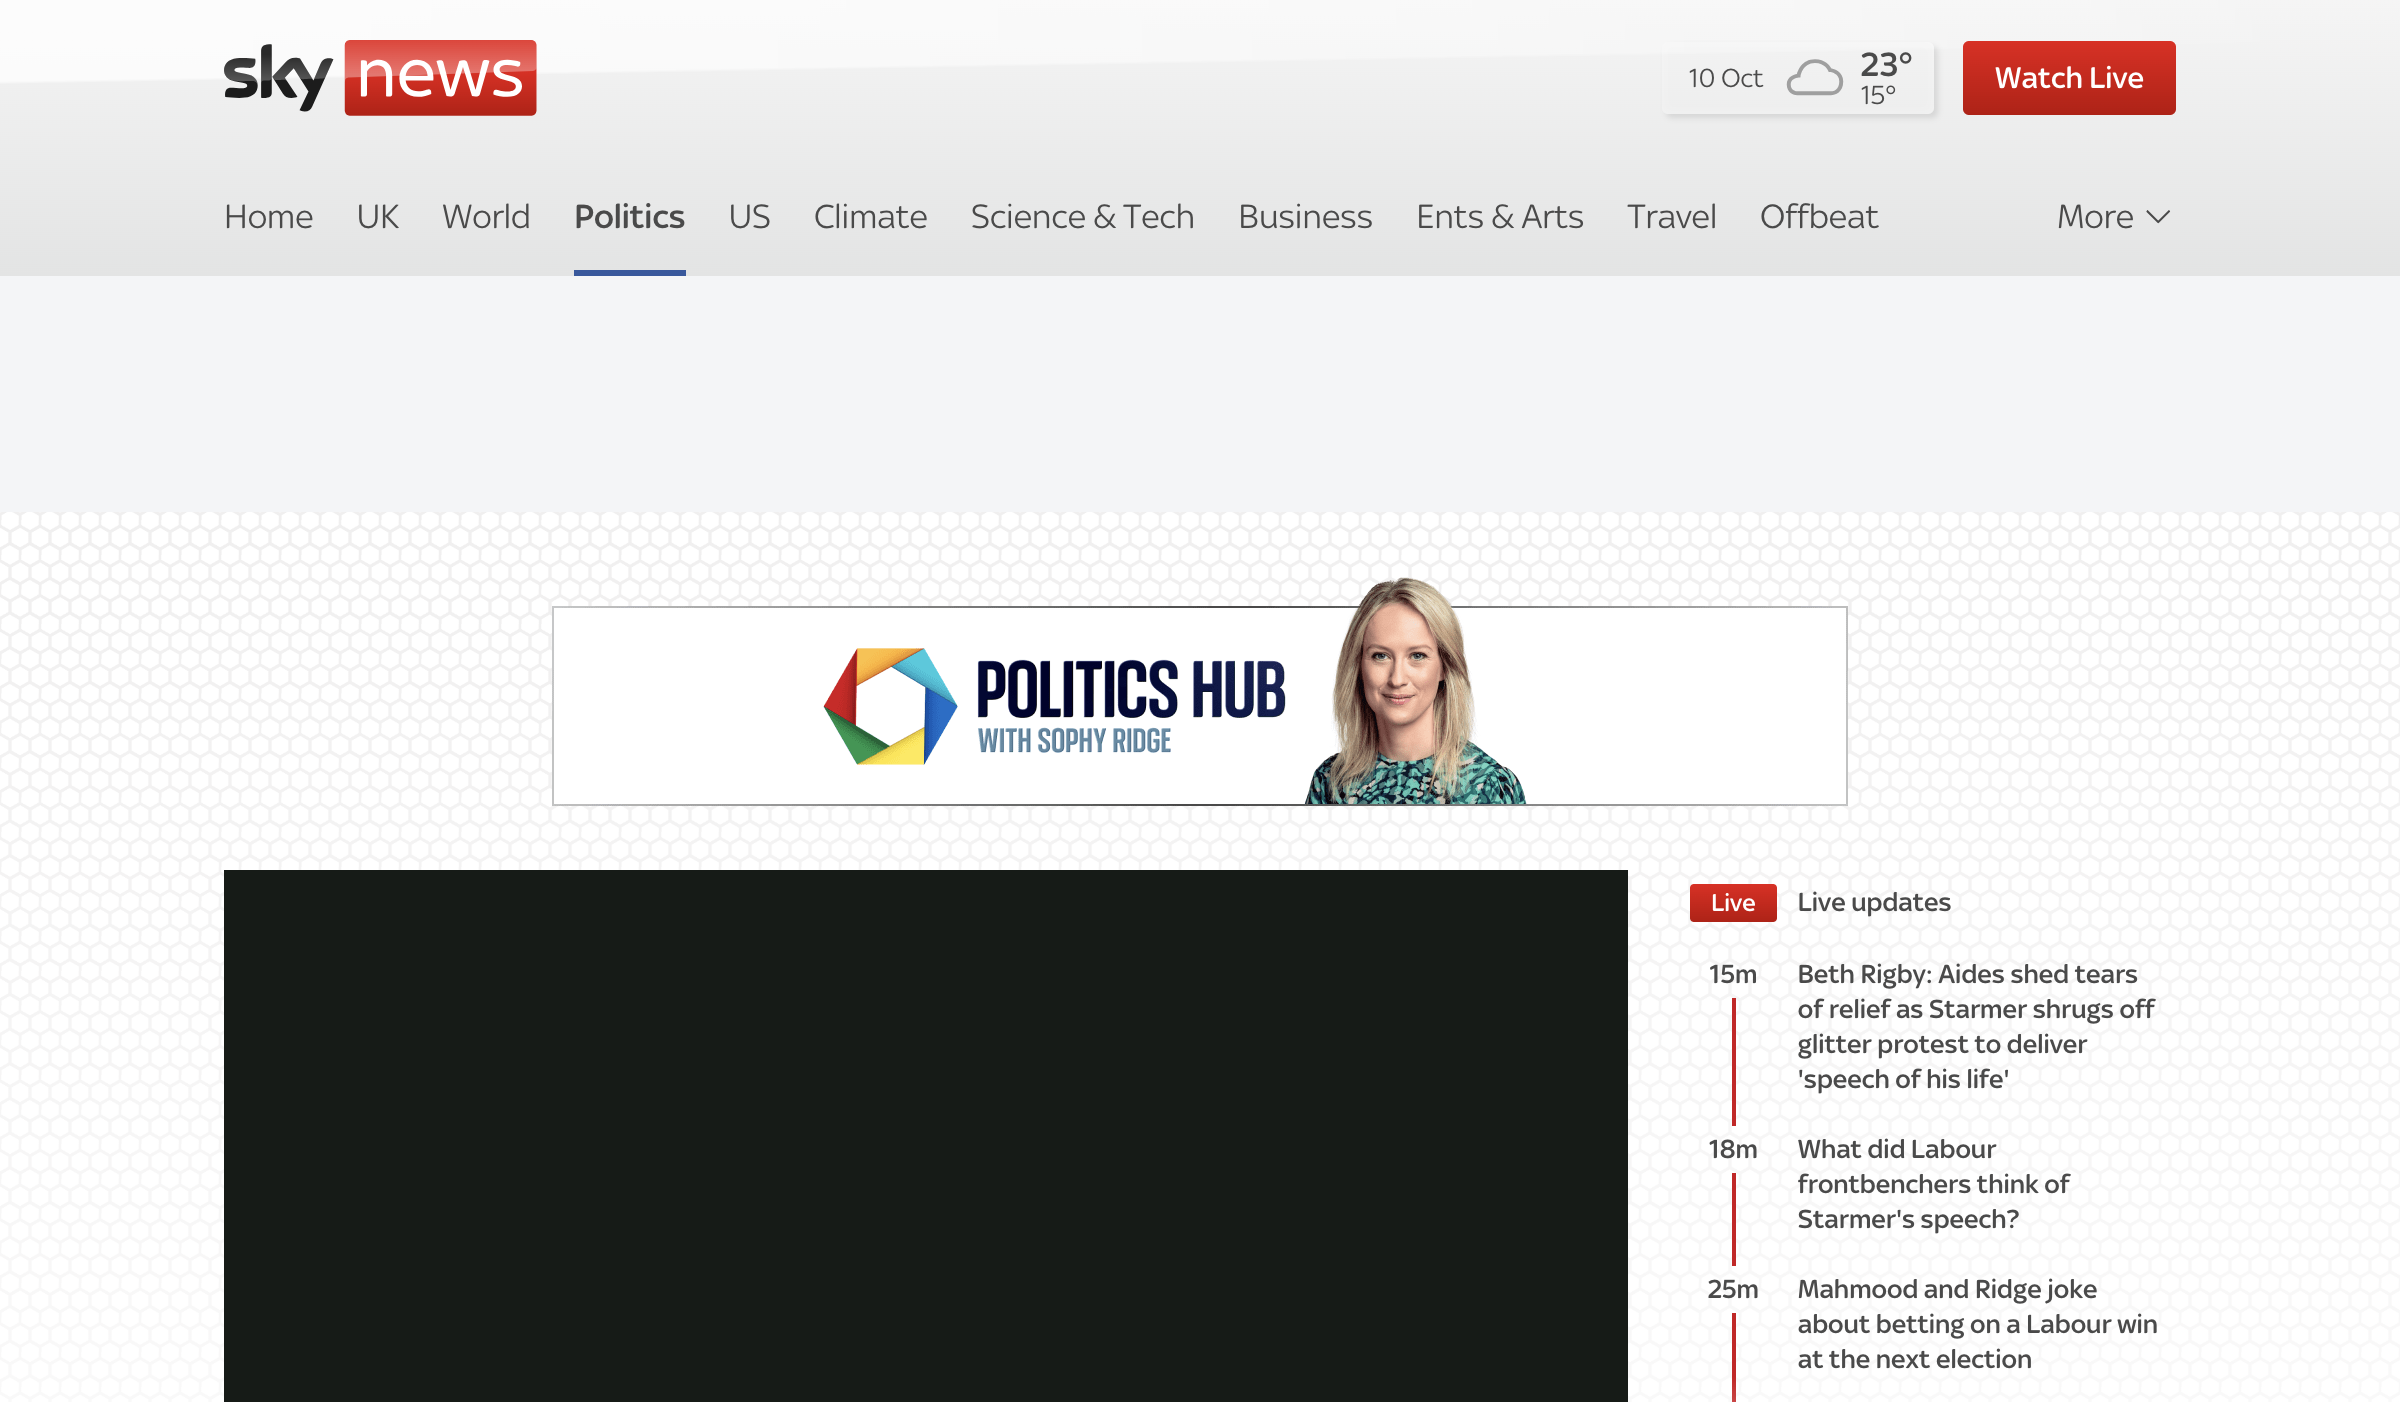 sky news
10 Oct 23° 15°
Watch Live
Home UK World Politics US Climate Science & Tech Business Ents & Arts Travel Offbeat More
POLITICS HUB
WITH SOPHY RIDGE
Live Live updates
15m Beth Rigby: Aides shed tears
of relief as Starmer shrugs off
glitter protest to deliver
'speech of his life'
18m What did Labour
frontbenchers think of
Starmer's speech?
25m Mahmood and Ridge joke
about betting on a Labour win
at the next election